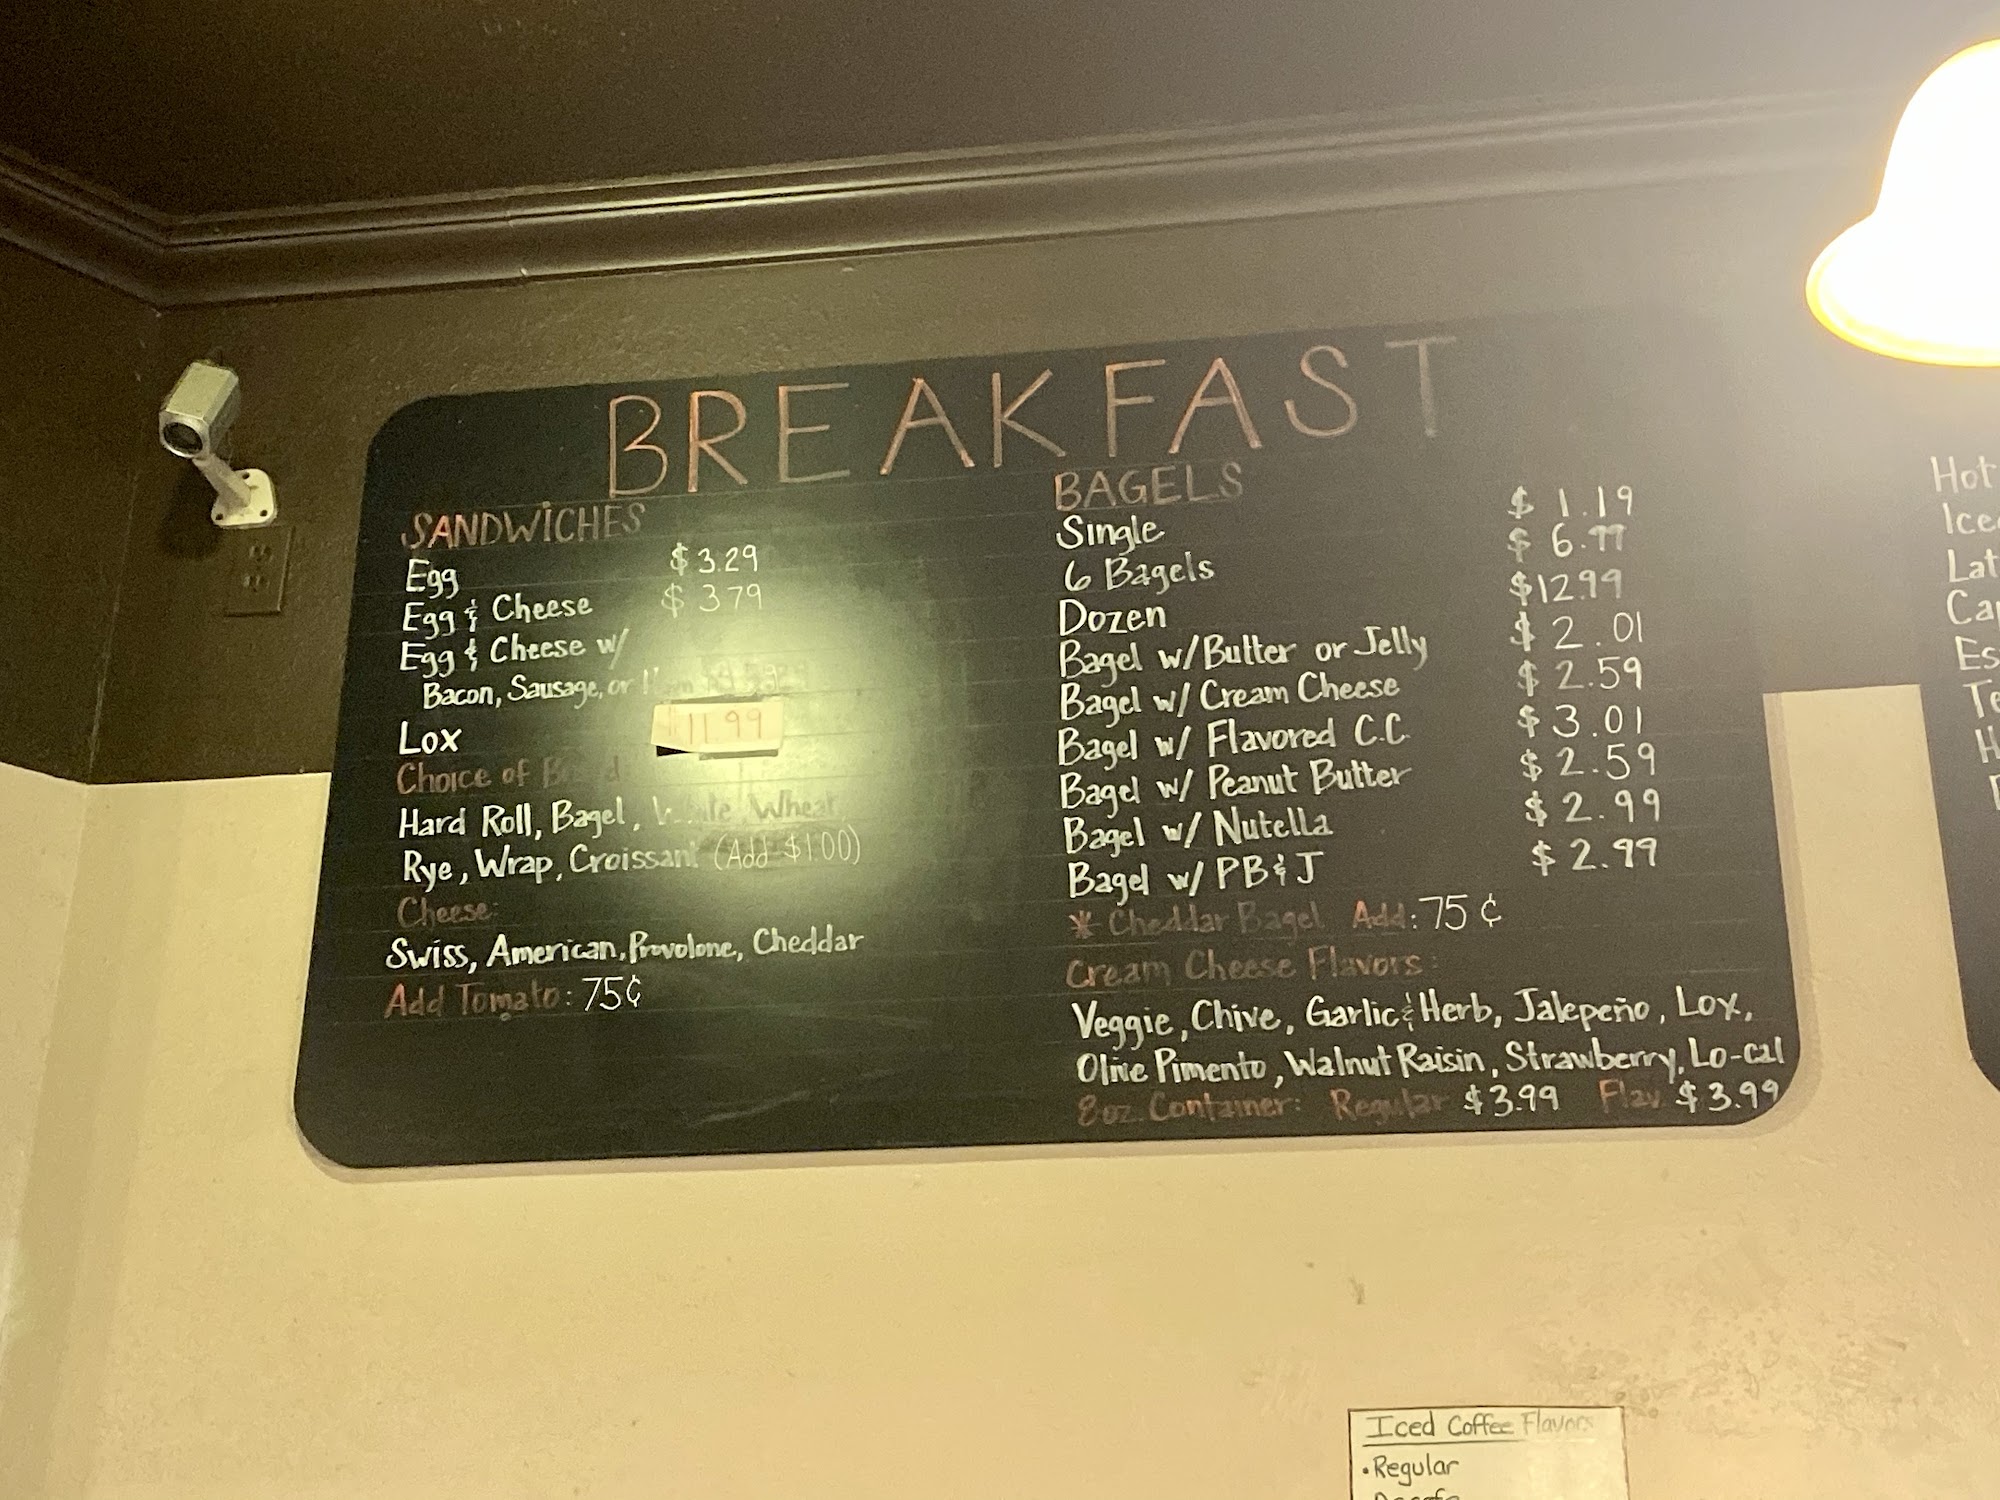 BREAKFAST
SANDWICHES
Egg $3.29
Egg & Cheese $3.79
Egg & Cheese w/
Bacon, Sausage, or
Lox $11.99
Choice of
Hard Roll, Bagel, White, Wheat,
Rye, Wrap, Croissant (Add $1.00)
Cheese:
Swiss, American, Provolone, Cheddar
Add Tomato: 75¢
BAGELS
Single $1.19
6 Bagels $6.99
Dozen $12.99
Bagel w/ Butter or Jelly $2.01
Bagel w/ Cream Cheese $2.59
Bagel w/ Flavored C.C. $3.01
Bagel w/ Peanut Butter $2.59
Bagel w/ Nutella $2.99
Bagel w/ PB & J $2.99
* Cheddar Bagel Add: 75¢
Cream Cheese Flavors:
Veggie, Chive, Garlic & Herb, Jalepeño, Lox,
Olive Pimento, Walnut Raisin, Strawberry, Lo-cal
8oz. Container: Regular $3.99 Flav. $3.99
Hot
Iced Coffee Flavors
• Regular